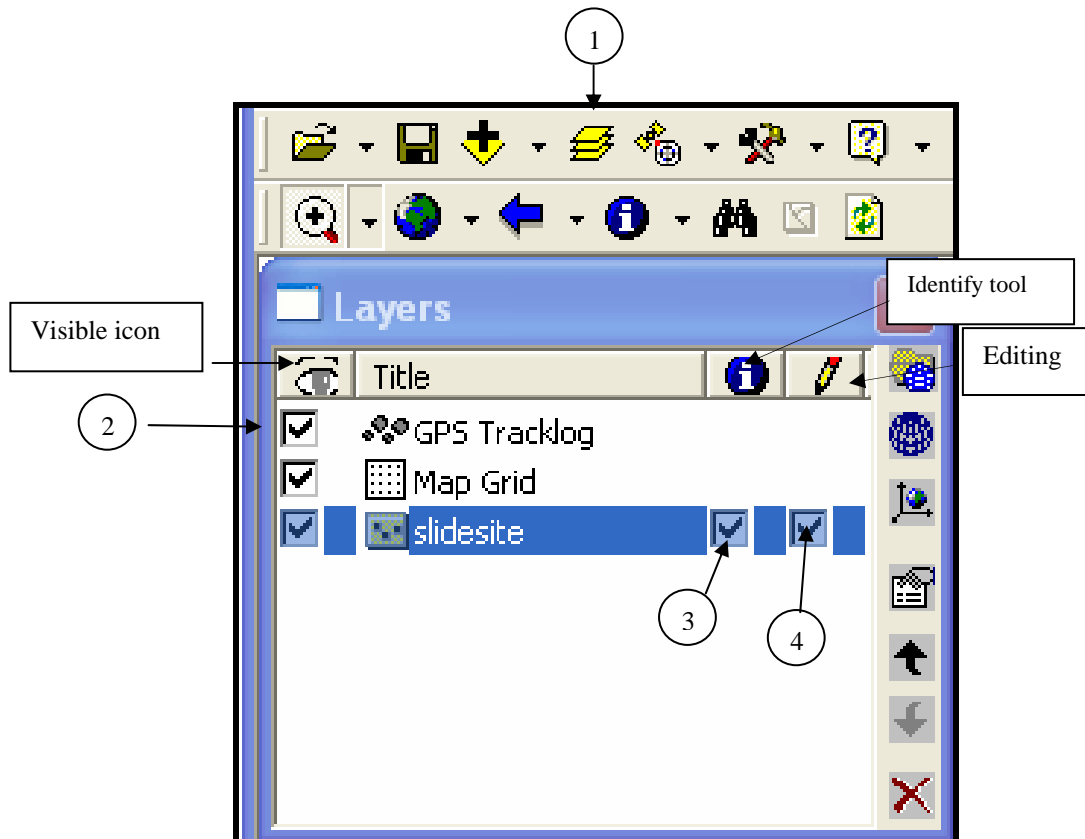 1
Identify tool
Layers
Visible icon
Editing
Title
2
GPS Tracklog
Map Grid
slidesite
3
4